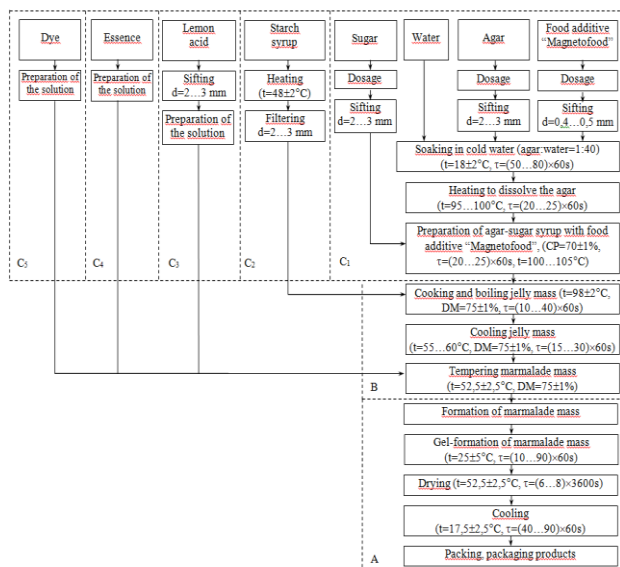 Dye
Essence
Lemon
acid
Starch
syrup
Sugar
Water
Agar
Food additive
“Magnetofood”
Preparation of
the solution
Preparation of
the solution
Sifting
d=2…3 mm
Heating
(t=48±2°C)
Dosage
Dosage
Dosage
Preparation of
the solution
Filtering
d=2…3 mm
Sifting
d=2…3 mm
Sifting
d=2…3 mm
Sifting
d=0,4…0,5 mm
Soaking in cold water (agar:water=1:40)
(t=18±2°C, τ=(50…80)×60s)
Heating to dissolve the agar
(t=95…100°C, τ=(20…25)×60s)
Preparation of agar-sugar syrup with food
additive “Magnetofood”, (CP=70±1%,
τ=(20…25)×60s, t=100…105°C)
C5
C4
C3
C2
C1
Cooking and boiling jelly mass (t=98±2°C,
DM=75±1%, τ=(10…40)×60s)
Cooling jelly mass
(t=55…60°C, DM=75±1%, τ=(15…30)×60s)
Tempering marmalade mass
(t=52,5±2,5°C, DM=75±1%)
B
Formation of marmalade mass
Gel-formation of marmalade mass
(t=25±5°C, τ=(10…90)×60s)
Drying (t=52,5±2,5°C, τ=(6…8)×3600s)
Cooling
(t=17,5±2,5°C, τ=(40…90)×60s)
Packing, packaging products
A